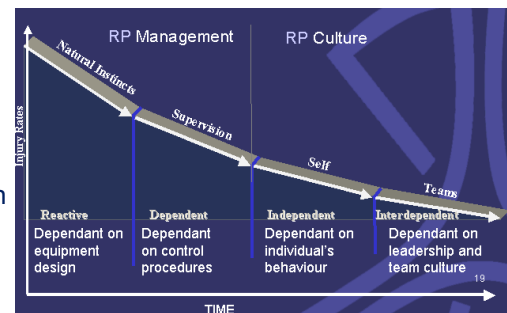 RP Management RP Culture
Natural Instincts
Supervision
Self
Teams
Injury Rates
Reactive Dependant Independent Interdependent
Dependant on
equipment
design
Dependant
on control
procedures
Dependant on
individual's
behaviour
Dependant on
leadership and
team culture
19
TIME